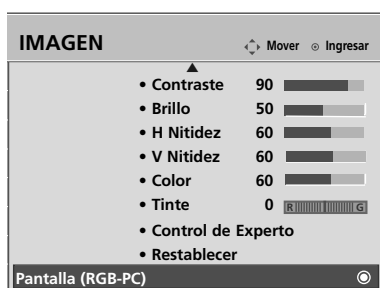 IMAGEN Mover Ingresar
• Contraste 90
• Brillo 50
• H Nitidez 60
• V Nitidez 60
• Color 60
• Tinte 0 R G
• Control de Experto
• Restablecer
Pantalla (RGB-PC)